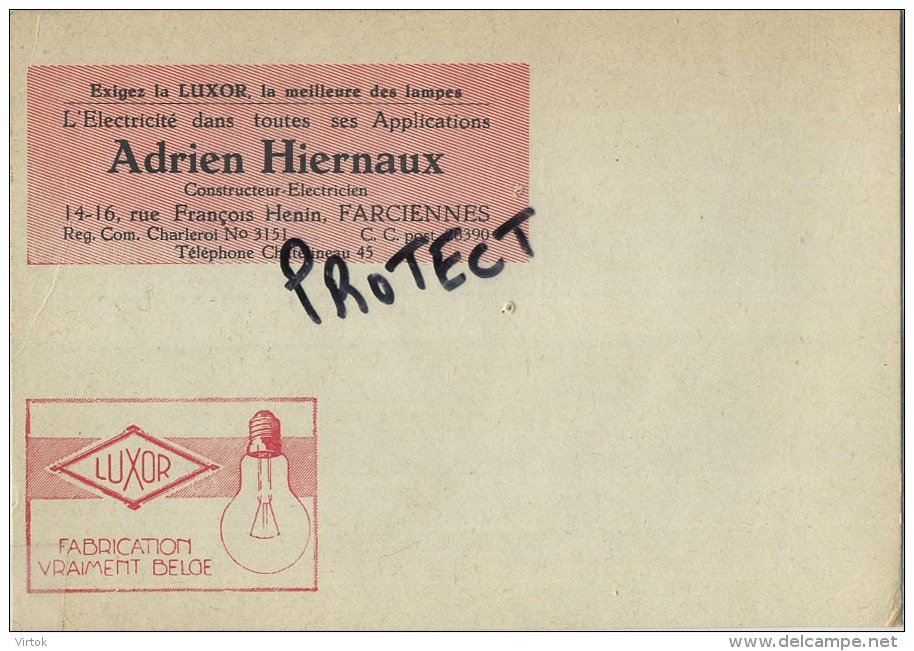 Exigez la LUXOR, la meilleure des lampes
L'Electricité dans toutes ses Applications
Adrien Hiernaux
Constructeur-Electricien
14-16, rue François Henin, FARCIENNES
Reg. Com. Charleroi No 3151 C. C. post.
Téléphone 45
PROTECT
LUXOR
FABRICATION
VRAIMENT BELGE
Virtok
www.delcampe.net